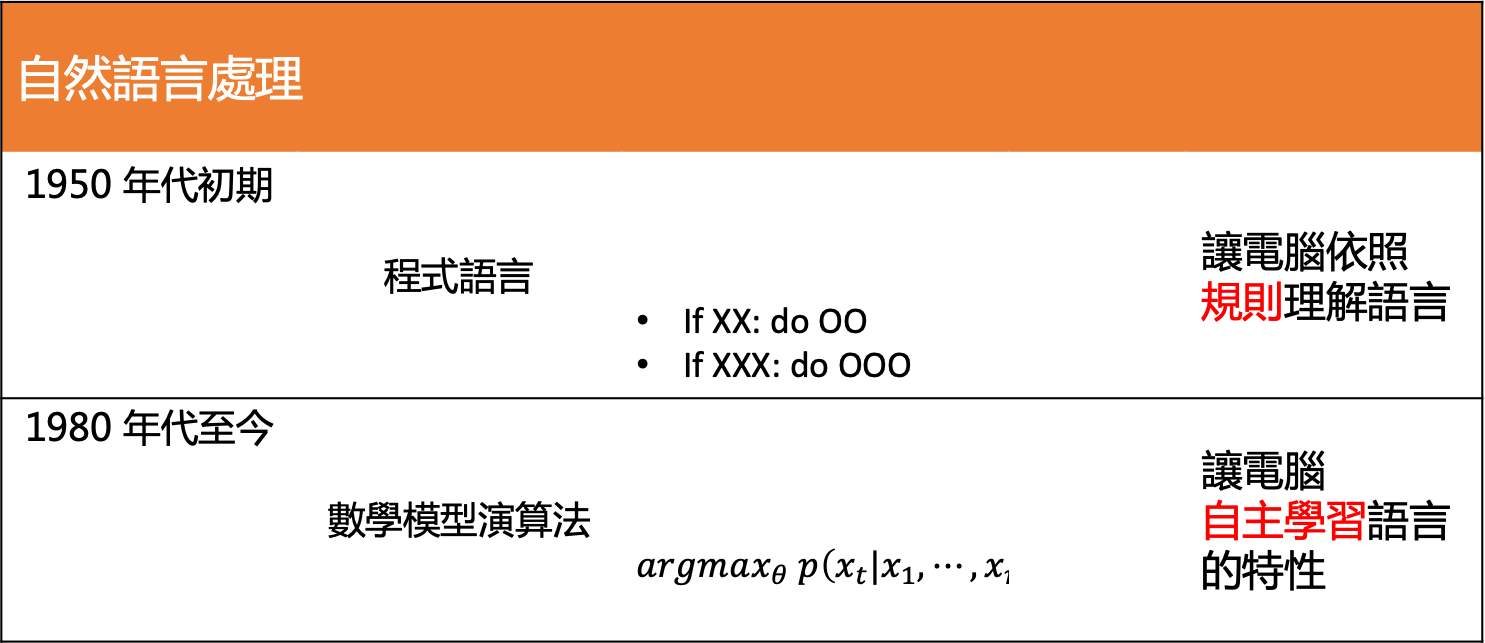 自然語言處理
1950 年代初期
程式語言
• If XX: do OO
• If XXX: do OOO
讓電腦依照
規則理解語言
1980 年代至今
數學模型演算法
argmax_θ p(x_t|x_1, ⋯ , x
讓電腦
自主學習語言
的特性